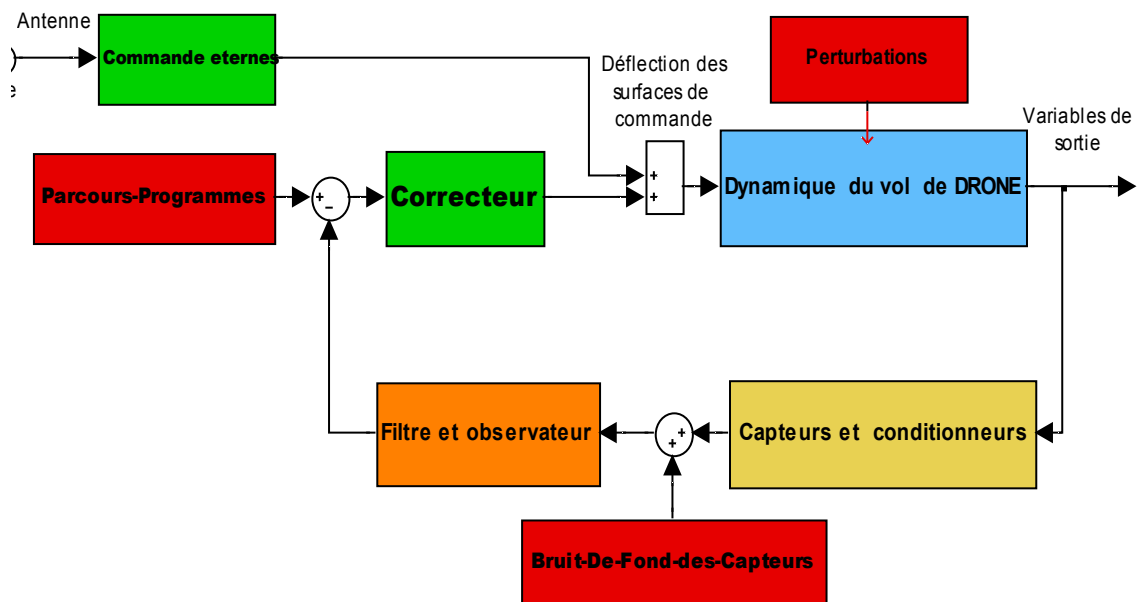 Antenne
Commande eternes
e
Perturbations
Déflection des
surfaces de
commande
Variables de
sortie
Parcours-Programmes
+
−
Correcteur
+
+
Dynamique du vol de DRONE
Filtre et observateur
+
+
Capteurs et conditionneurs
Bruit-De-Fond-des-Capteurs